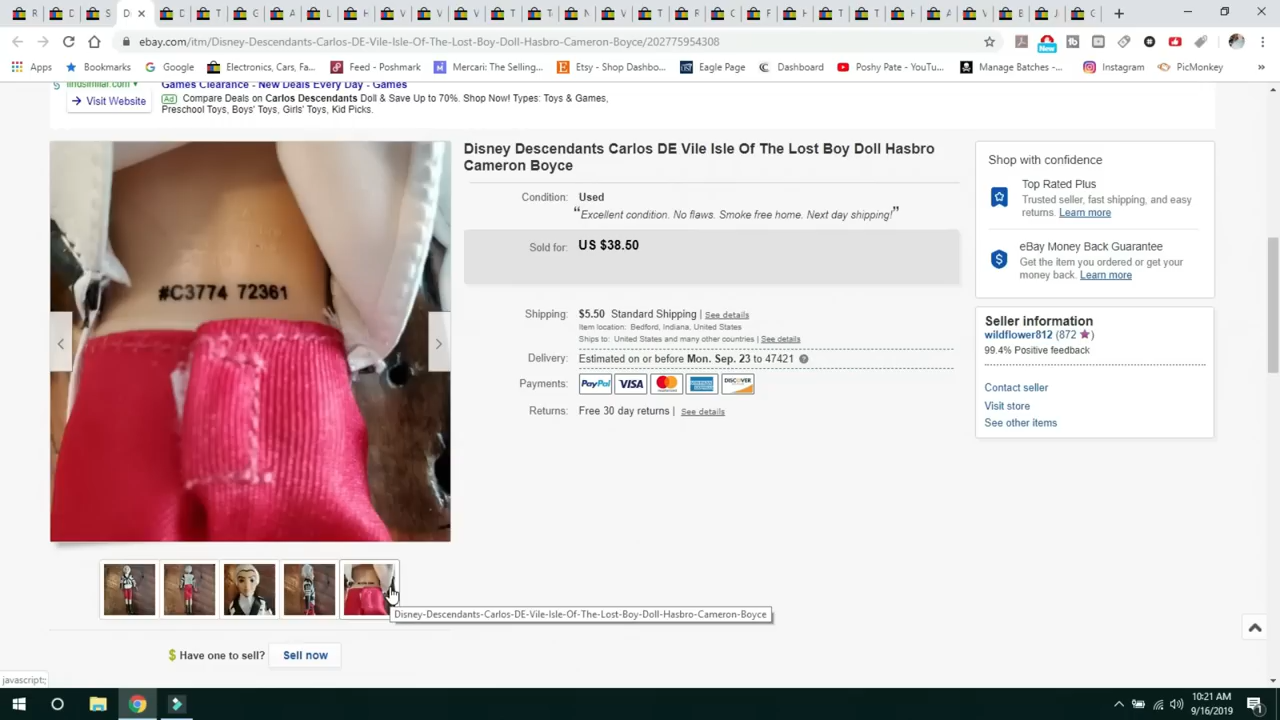 R
D
S
D
D
T
G
A
L
H
V
V
V
T
T
N
V
T
R
C
F
H
T
T
H
A
V
B
J
C
ebay.com/itm/Disney-Descendants-Carlos-DE-Vile-Isle-Of-The-Lost-Boy-Doll-Hasbro-Cameron-Boyce/202775954308
New
Apps
Bookmarks
Google
Electronics, Cars, Fa...
Feed - Poshmark
Mercari: The Selling...
Etsy - Shop Dashbo...
Eagle Page
Dashboard
Poshy Pate - YouTu...
Manage Batches -...
Instagram
PicMonkey
»
findsimilar.com
Games Clearance - New Deals Every Day - Games
Visit Website
Ad Compare Deals on Carlos Descendants Doll & Save Up to 70%. Shop Now! Types: Toys & Games,
Preschool Toys, Boys' Toys, Girls' Toys, Kid Picks.
#C3774 72361
Disney Descendants Carlos DE Vile Isle Of The Lost Boy Doll Hasbro
Cameron Boyce
Condition: Used
"Excellent condition. No flaws. Smoke free home. Next day shipping!"
Sold for: US $38.50
Shipping: $5.50 Standard Shipping | See details
Item location: Bedford, Indiana, United States
Ships to: United States and many other countries | See details
Delivery: Estimated on or before Mon. Sep. 23 to 47421
Payments: PayPal VISA MasterCard AMERICAN EXPRESS DISCOVER
Returns: Free 30 day returns | See details
Shop with confidence
Top Rated Plus
Trusted seller, fast shipping, and easy
returns. Learn more
eBay Money Back Guarantee
Get the item you ordered or get your
money back. Learn more
Seller information
wildflower812 (872 )
99.4% Positive feedback
Contact seller
Visit store
See other items
Disney-Descendants-Carlos-DE-Vile-Isle-Of-The-Lost-Boy-Doll-Hasbro-Cameron-Boyce
$ Have one to sell? Sell now
javascript:;
10:21 AM
9/16/2019
1